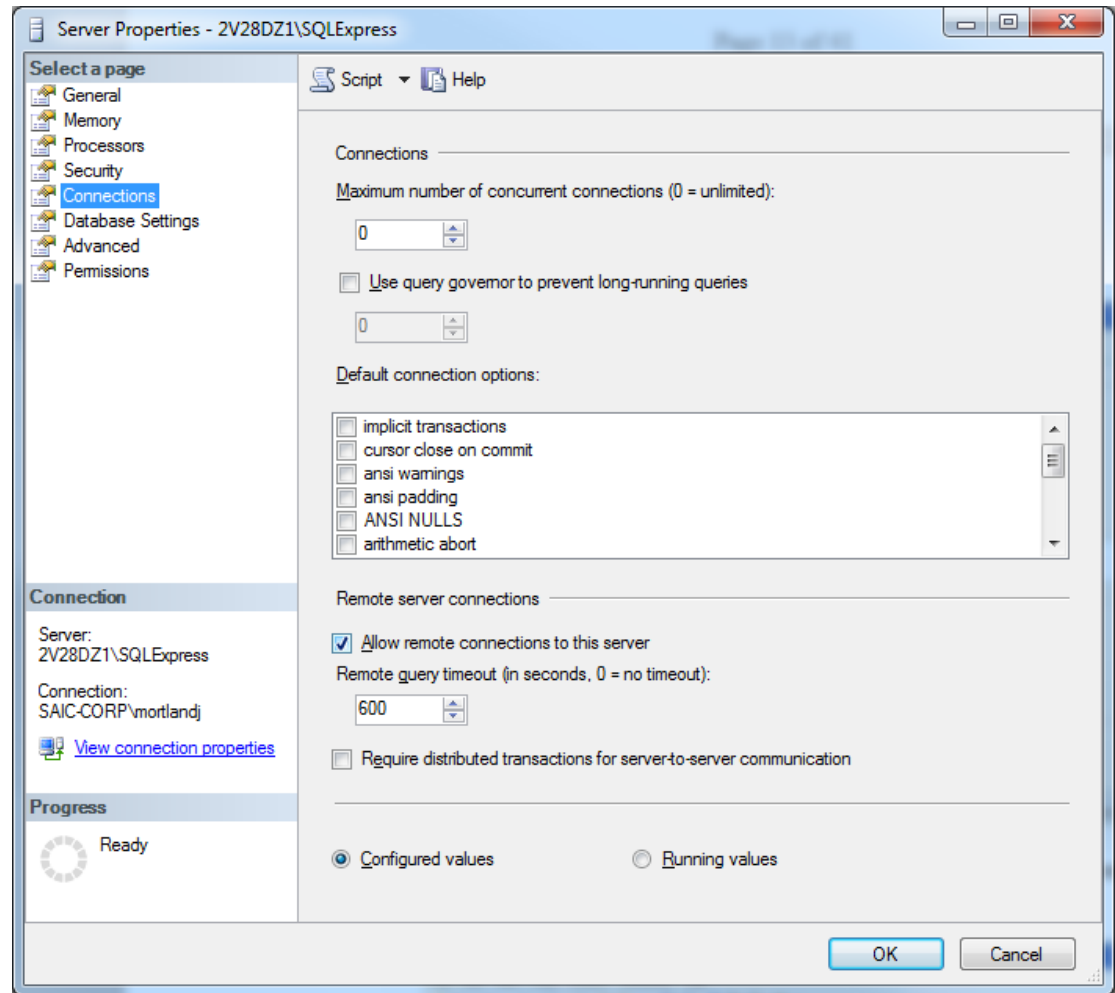 Server Properties - 2V28DZ1\SQLExpress
Select a page
General
Memory
Processors
Security
Connections
Database Settings
Advanced
Permissions
Connection
Server:
2V28DZ1\SQLExpress
Connection:
SAIC-CORP\mortlandj
View connection properties
Progress
Ready
Script Help
Connections
Maximum number of concurrent connections (0 = unlimited):
0
Use query governor to prevent long-running queries
0
Default connection options:
implicit transactions
cursor close on commit
ansi warnings
ansi padding
ANSI NULLS
arithmetic abort
Remote server connections
Allow remote connections to this server
Remote query timeout (in seconds, 0 = no timeout):
600
Require distributed transactions for server-to-server communication
Configured values Running values
OK Cancel